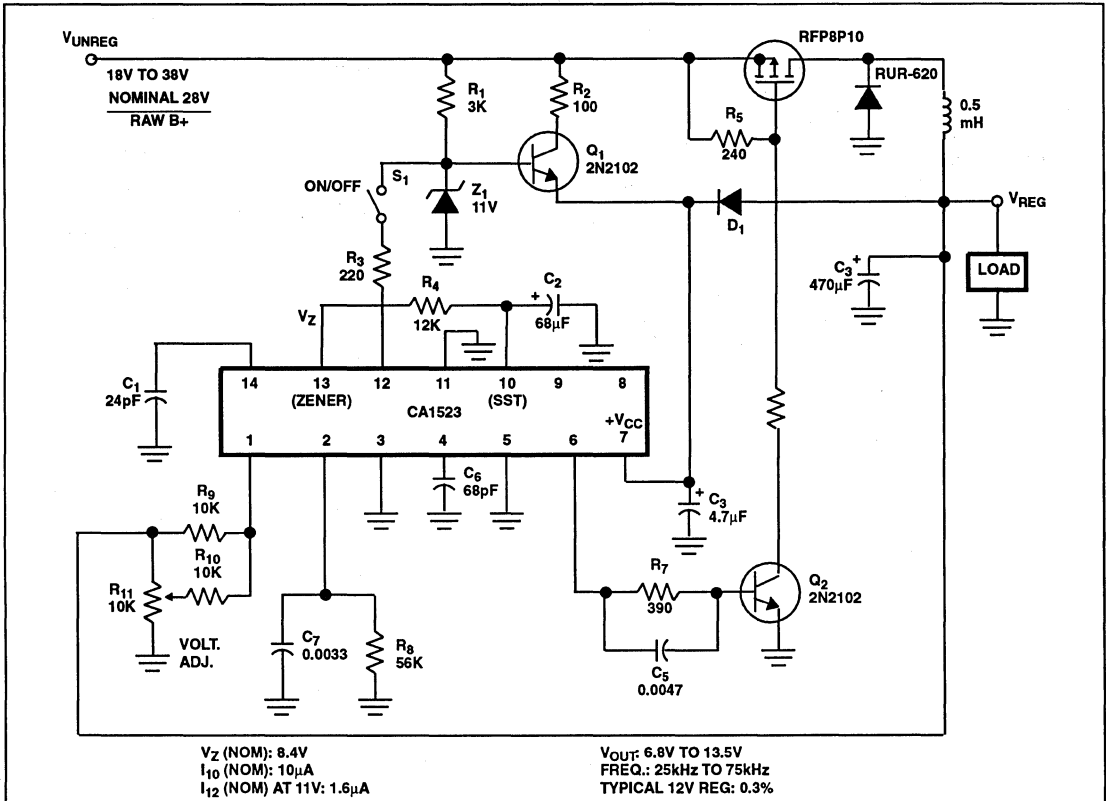 VUNREG
18V TO 38V
NOMINAL 28V
RAW B+
R1
3K
R2
100
RFP8P10
RUR-620
0.5
mH
R5
240
Q1
2N2102
ON/OFF
S1
Z1
11V
D1
VREG
R3
220
C3
470µF
+
LOAD
R4
12K
C2
68µF
+
VZ
C1
24pF
14
13
12
11
10
9
8
(ZENER)
(SST)
CA1523
+VCC
1
2
3
4
5
6
7
C6
68pF
C3
4.7µF
+
R9
10K
R10
10K
R11
10K
VOLT.
ADJ.
C7
0.0033
R8
56K
R7
390
C5
0.0047
Q2
2N2102
VZ (NOM): 8.4V
I10 (NOM): 10µA
I12 (NOM) AT 11V: 1.6µA
VOUT: 6.8V TO 13.5V
FREQ.: 25kHz TO 75kHz
TYPICAL 12V REG: 0.3%